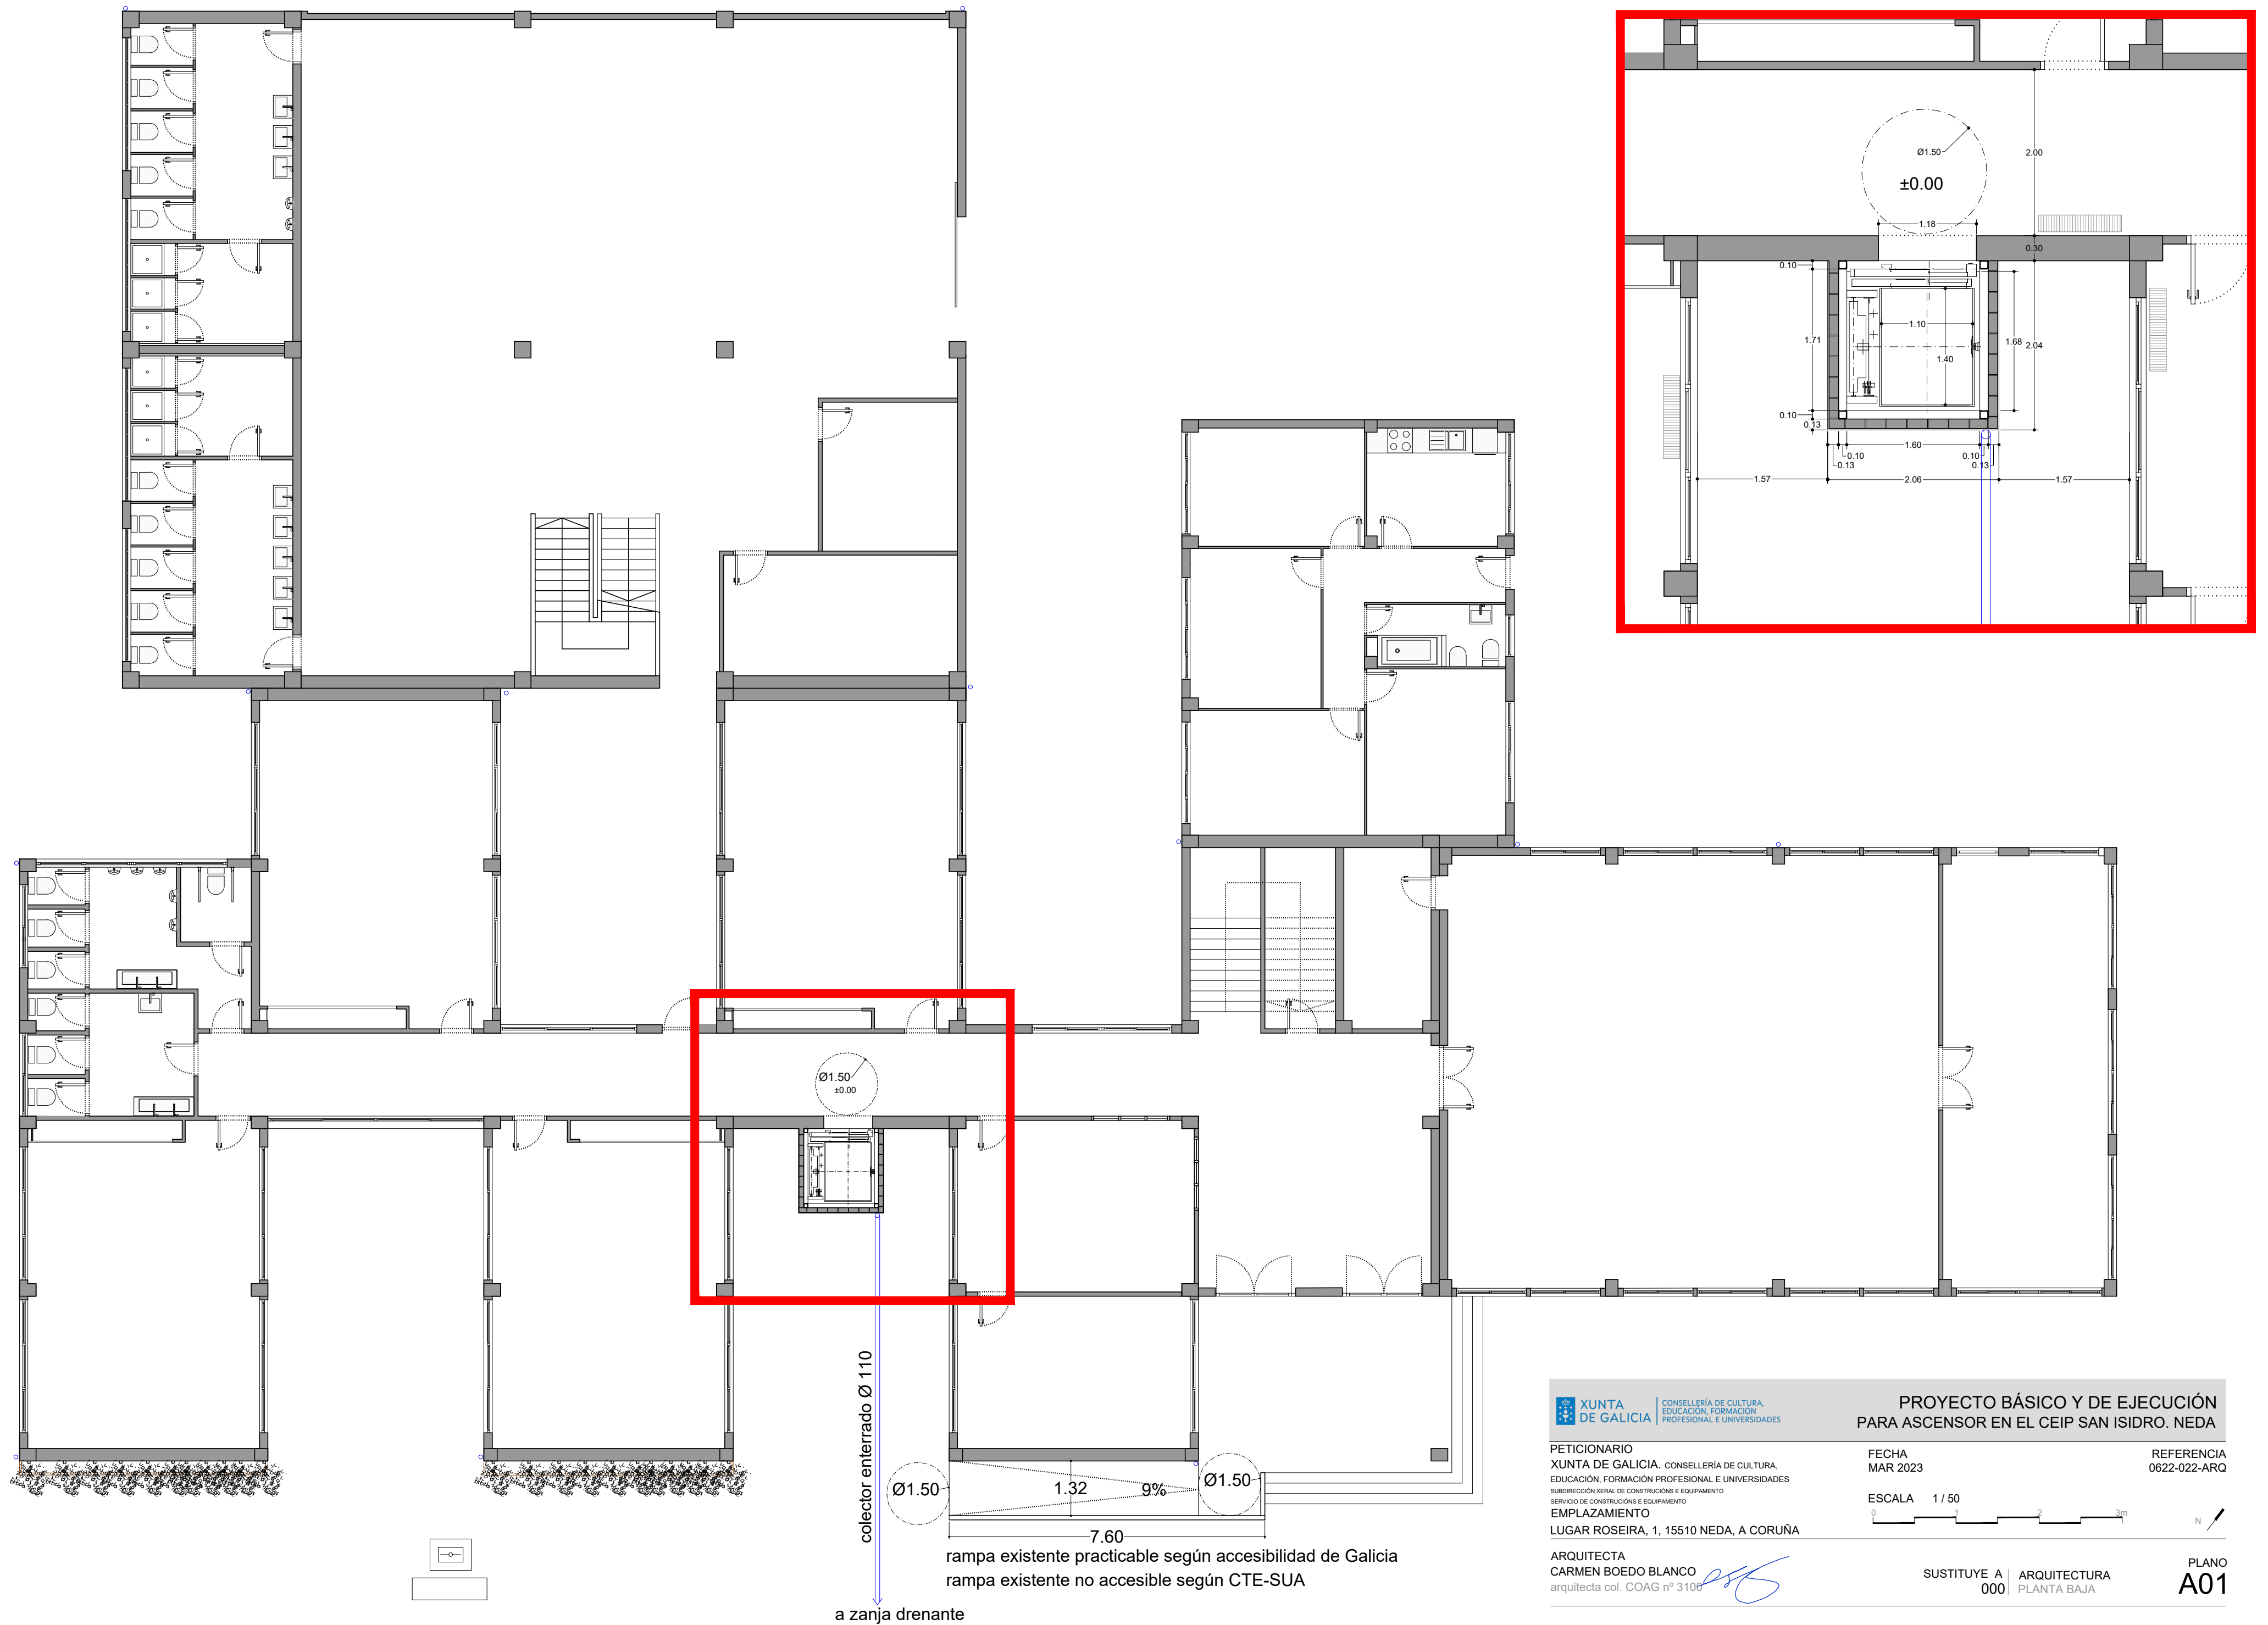 Ø1.50
±0.00
2.00
1.18
0.30
0.10
1.10
1.71
1.68
2.04
1.40
0.10
0.13
1.60
0.10
0.10
0.13
0.13
1.57
2.06
1.57
Ø1.50
±0.00
colector enterrado Ø 110
Ø1.50
1.32
9%
Ø1.50
7.60
rampa existente practicable según accesibilidad de Galicia
rampa existente no accesible según CTE-SUA
a zanja drenante
XUNTA
DE GALICIA
CONSELLERÍA DE CULTURA,
EDUCACIÓN, FORMACIÓN
PROFESIONAL E UNIVERSIDADES
PROYECTO BÁSICO Y DE EJECUCIÓN
PARA ASCENSOR EN EL CEIP SAN ISIDRO. NEDA
PETICIONARIO
XUNTA DE GALICIA. CONSELLERÍA DE CULTURA,
EDUCACIÓN, FORMACIÓN PROFESIONAL E UNIVERSIDADES
SUBDIRECCIÓN XERAL DE CONSTRUCIÓNS E EQUIPAMENTO
SERVICIO DE CONSTRUCIÓNS E EQUIPAMENTO
EMPLAZAMIENTO
LUGAR ROSEIRA, 1, 15510 NEDA, A CORUÑA
FECHA
MAR 2023
REFERENCIA
0622-022-ARQ
ESCALA 1 / 50
0 1 2 3m
N
ARQUITECTA
CARMEN BOEDO BLANCO
arquitecta col. COAG nº 3100
SUSTITUYE A
000
ARQUITECTURA
PLANTA BAJA
PLANO
A01